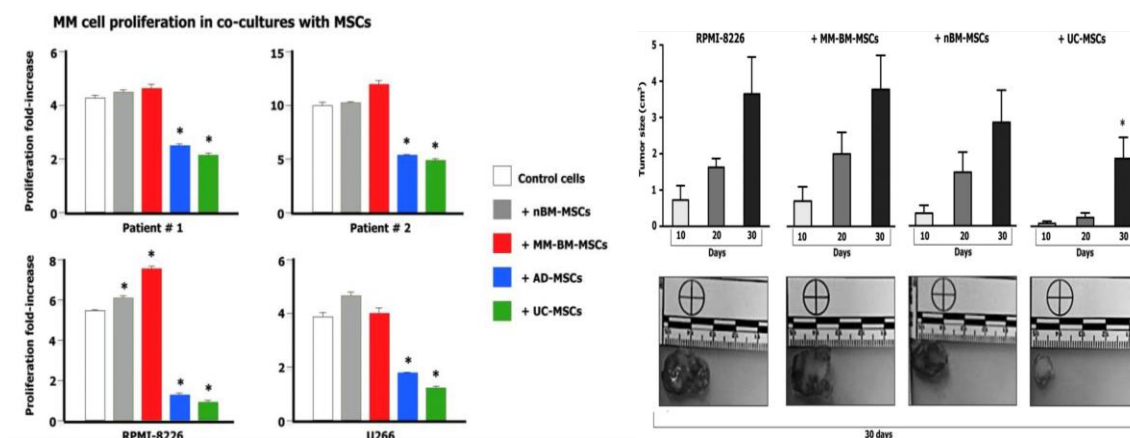 MM cell proliferation in co-cultures with MSCs
Proliferation fold-increase
6
4
2
0
* *
Patient # 1
15
10
5
0
* *
Patient # 2
Proliferation fold-increase
8
6
4
2
0
* * * *
RPMI-8226
6
4
2
0
* *
U266
Control cells
+ nBM-MSCs
+ MM-BM-MSCs
+ AD-MSCs
+ UC-MSCs
RPMI-8226 + MM-BM-MSCs + nBM-MSCs + UC-MSCs
Tumor size (cm³)
5
4
3
2
1
0
*
10 20 30 10 20 30 10 20 30 10 20 30
Days Days Days Days
30 days